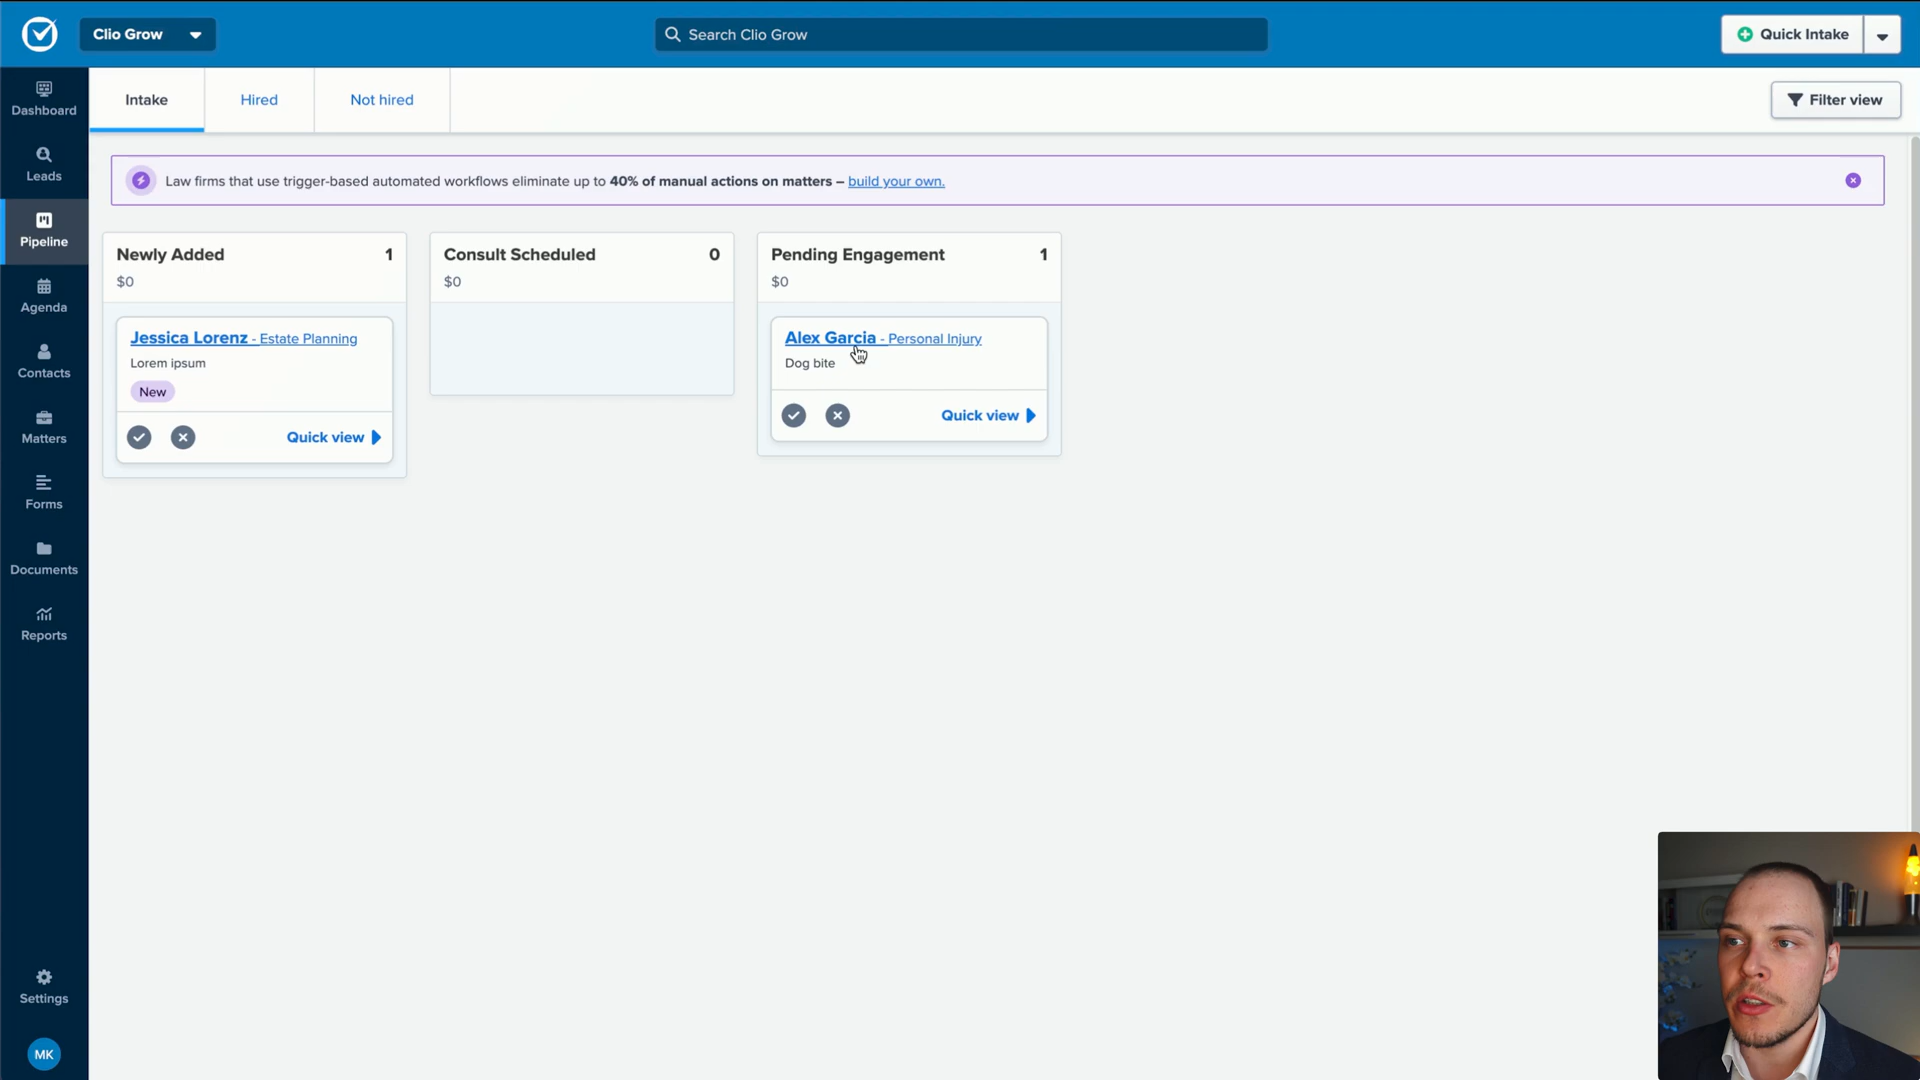 Clio Grow
Search Clio Grow
Quick Intake
Dashboard
Leads
Pipeline
Agenda
Contacts
Matters
Forms
Documents
Reports
Settings
MK
Intake
Hired
Not hired
Filter view
Law firms that use trigger-based automated workflows eliminate up to 40% of manual actions on matters – build your own.
Newly Added 1
$0
Jessica Lorenz - Estate Planning
Lorem ipsum
New
Quick view
Consult Scheduled 0
$0
Pending Engagement 1
$0
Alex Garcia - Personal Injury
Dog bite
Quick view